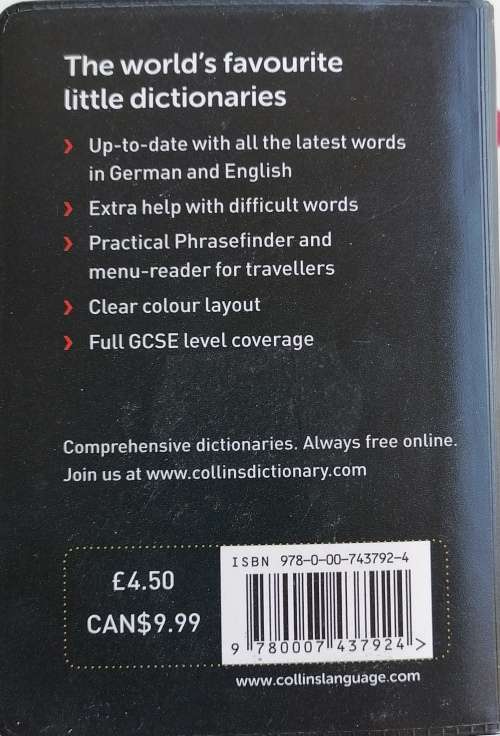 The world's favourite
little dictionaries
Up-to-date with all the latest words
in German and English
Extra help with difficult words
Practical Phrasefinder and
menu-reader for travellers
Clear colour layout
Full GCSE level coverage
Comprehensive dictionaries. Always free online.
Join us at www.collinsdictionary.com
£4.50
CAN$9.99
ISBN 978-0-00-743792-4
9 780007 437924 >
www.collinslanguage.com